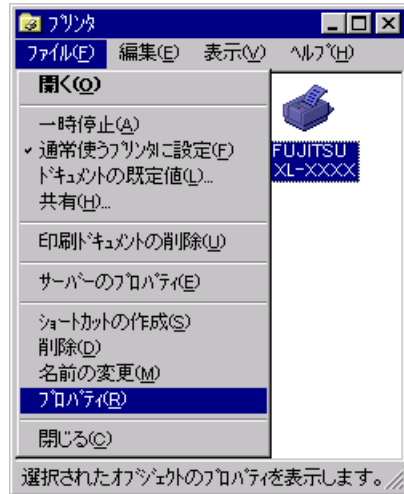 プリンタ
ファイル(F) 編集(E) 表示(V) ヘルプ(H)
開く(O)
一時停止(A)
通常使うプリンタに設定(F)
ドキュメントの既定値(L)...
共有(H)...
印刷ドキュメントの削除(U)
サーバーのプロパティ(E)
ショートカットの作成(S)
削除(D)
名前の変更(M)
プロパティ(R)
閉じる(C)
FUJITSU
XL-XXXX
選択されたオブジェクトのプロパティを表示します。